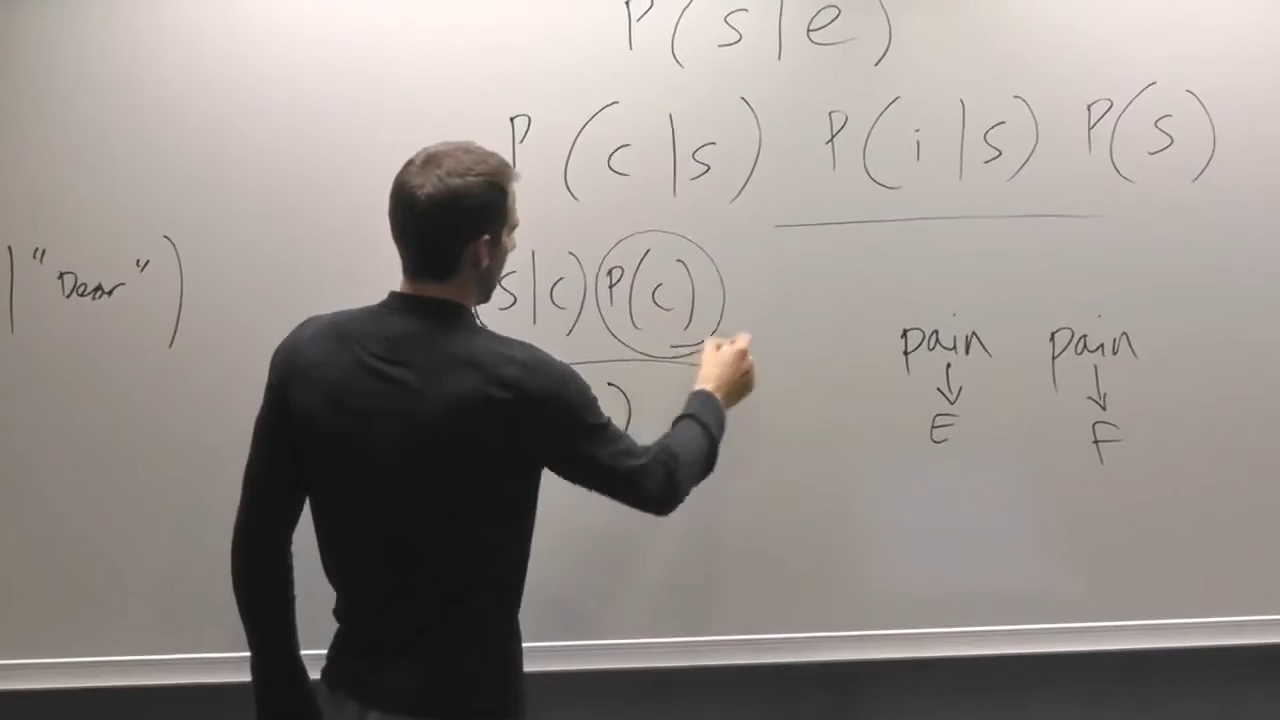 P(s|e)
P(c|s) P(i|s) P(s)
|"Dear") s|c) P(c)
)
pain pain
↓ ↓
E F